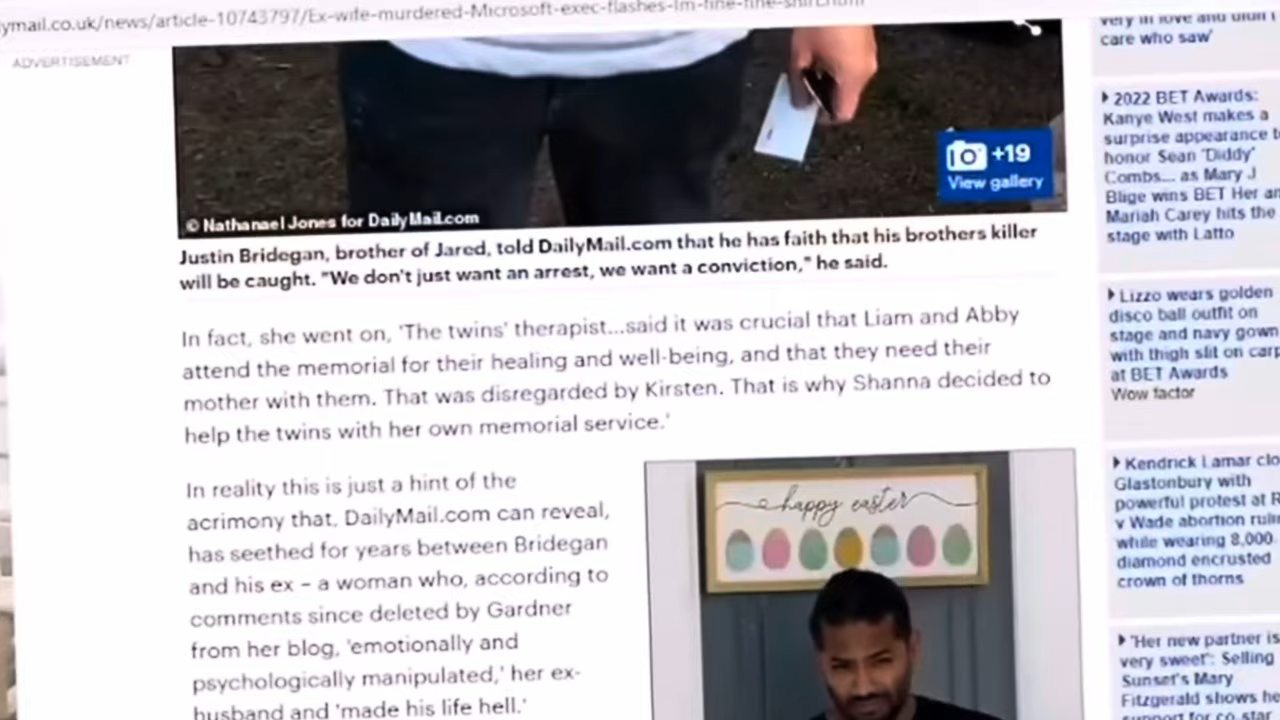 ymail.co.uk/news/article-10743797/Ex-wife-murdered-Microsoft-exec-flashes-Im-fine-fine-shirt.html
ADVERTISEMENT
+19
View gallery
© Nathanael Jones for DailyMail.com
Justin Bridegan, brother of Jared, told DailyMail.com that he has faith that his brothers killer
will be caught. "We don't just want an arrest, we want a conviction," he said.
In fact, she went on, 'The twins' therapist...said it was crucial that Liam and Abby
attend the memorial for their healing and well-being, and that they need their
mother with them. That was disregarded by Kirsten. That is why Shanna decided to
help the twins with her own memorial service.'
In reality this is just a hint of the
acrimony that, DailyMail.com can reveal,
has seethed for years between Bridegan
and his ex – a woman who, according to
comments since deleted by Gardner
from her blog, 'emotionally and
psychologically manipulated,' her ex-
husband and 'made his life hell.'
happy easter
very in love and didn't
care who saw'
2022 BET Awards:
Kanye West makes a
surprise appearance t
honor Sean 'Diddy'
Combs... as Mary J
Blige wins BET Her an
Mariah Carey hits the
stage with Latto
Lizzo wears golden
disco ball outfit on
stage and navy gown
with thigh slit on carp
at BET Awards
Wow factor
Kendrick Lamar clo
Glastonbury with
powerful protest at R
v Wade abortion ruli
while wearing 8,000
diamond encrusted
crown of thorns
'Her new partner is
very sweet': Selling
Sunset's Mary
Fitzgerald shows he
support for co-star